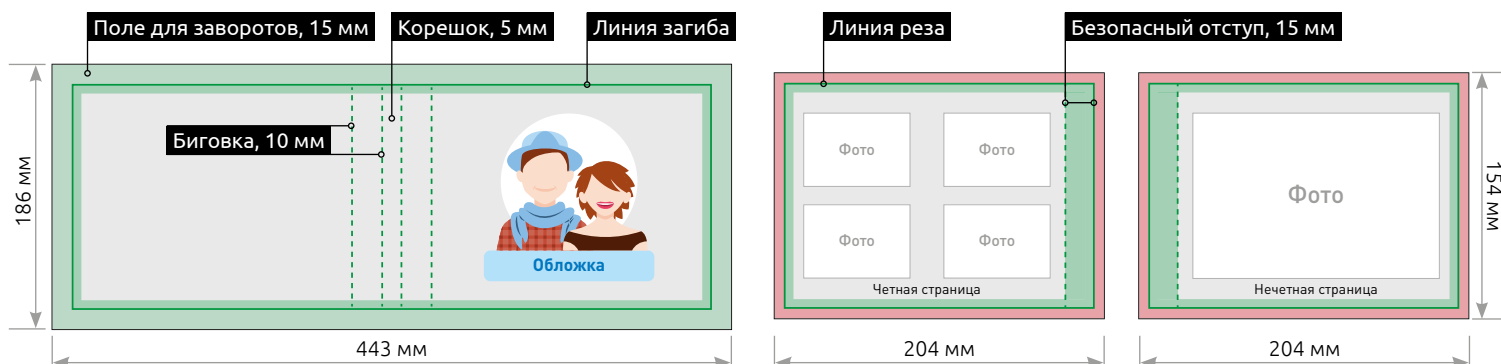 Поле для заворотов, 15 мм
Корешок, 5 мм
Линия загиба
Биговка, 10 мм
Обложка
186 мм
443 мм
Линия реза
Безопасный отступ, 15 мм
Фото
Фото
Фото
Фото
Четная страница
204 мм
Фото
Нечетная страница
154 мм
204 мм